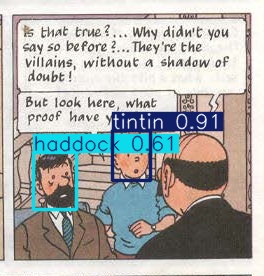 Is that true?... Why didn't you
say so before?... They're the
villains, without a shadow of
doubt!
But look here, what
proof have y
tintin 0.91
haddock 0.61